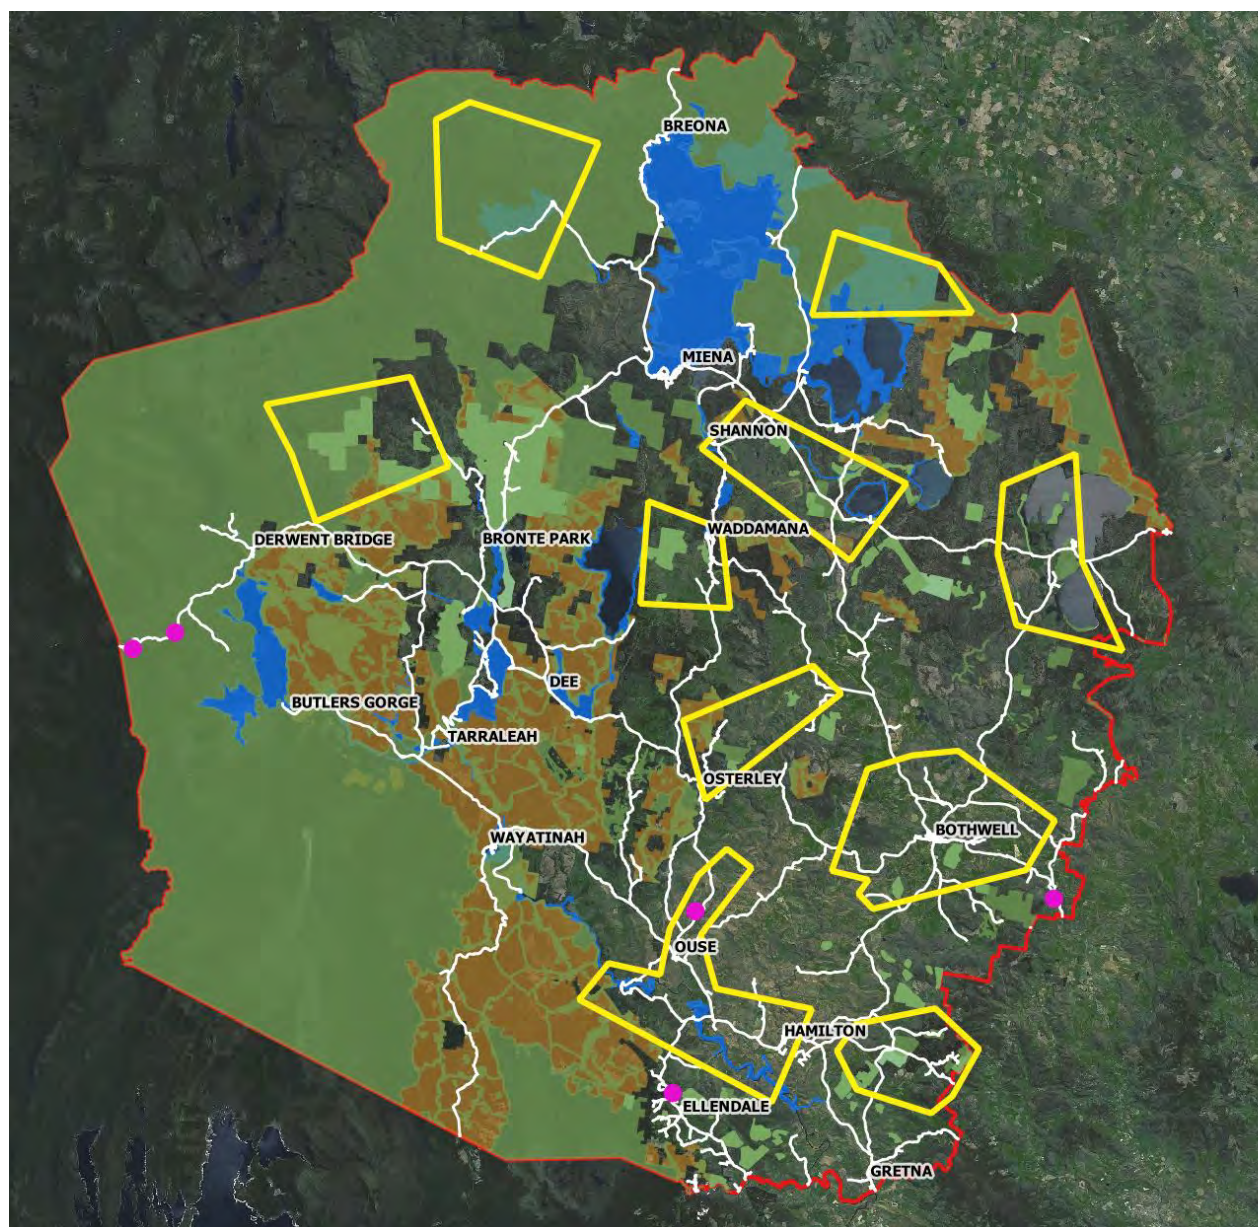 BREONA
MIENA
SHANNON
WADDAMANA
DERWENT BRIDGE
BRONTE PARK
DEE
BUTLERS GORGE
TARRALEAH
OSTERLEY
WAYATINAH
BOTHWELL
OUSE
HAMILTON
ELLENDALE
GRETNA